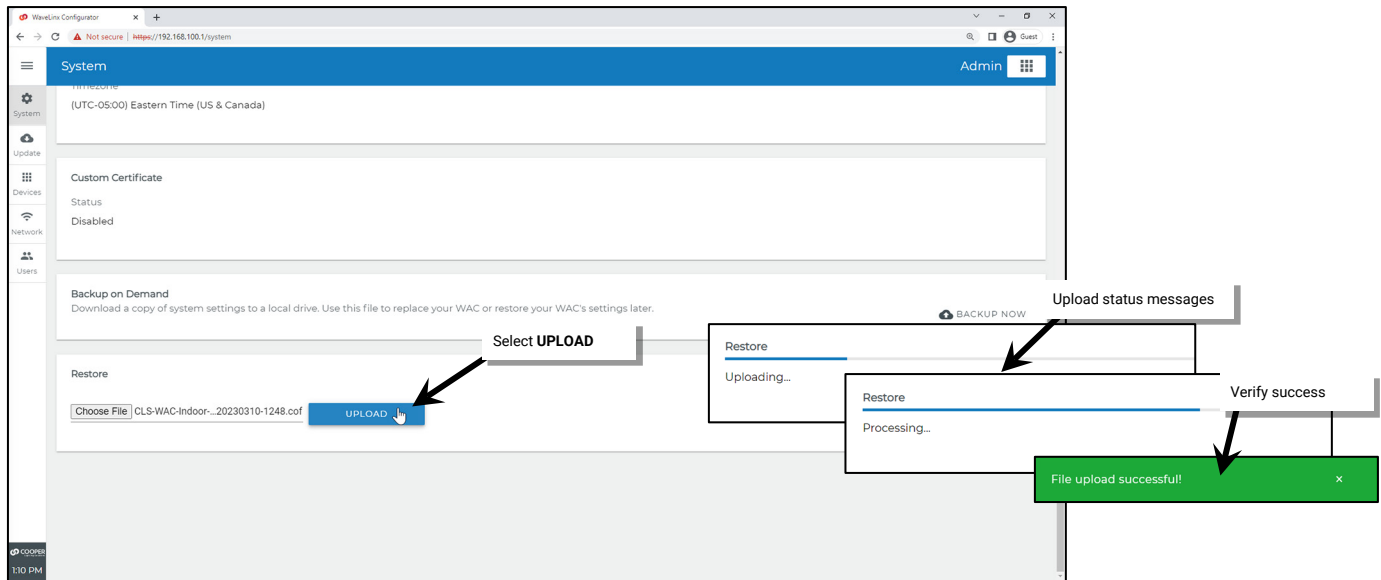 WaveLinx Configurator
Not secure | https://192.168.100.1/system
Guest
System
Admin
Timezone
(UTC-05:00) Eastern Time (US & Canada)
System
Update
Devices
Network
Users
Custom Certificate
Status
Disabled
Backup on Demand
Download a copy of system settings to a local drive. Use this file to replace your WAC or restore your WAC's settings later.
BACKUP NOW
Upload status messages
Select UPLOAD
Restore
Choose File CLS-WAC-Indoor-...20230310-1248.cof
UPLOAD
Restore
Uploading...
Restore
Processing...
Verify success
File upload successful!
COOPER
1:10 PM